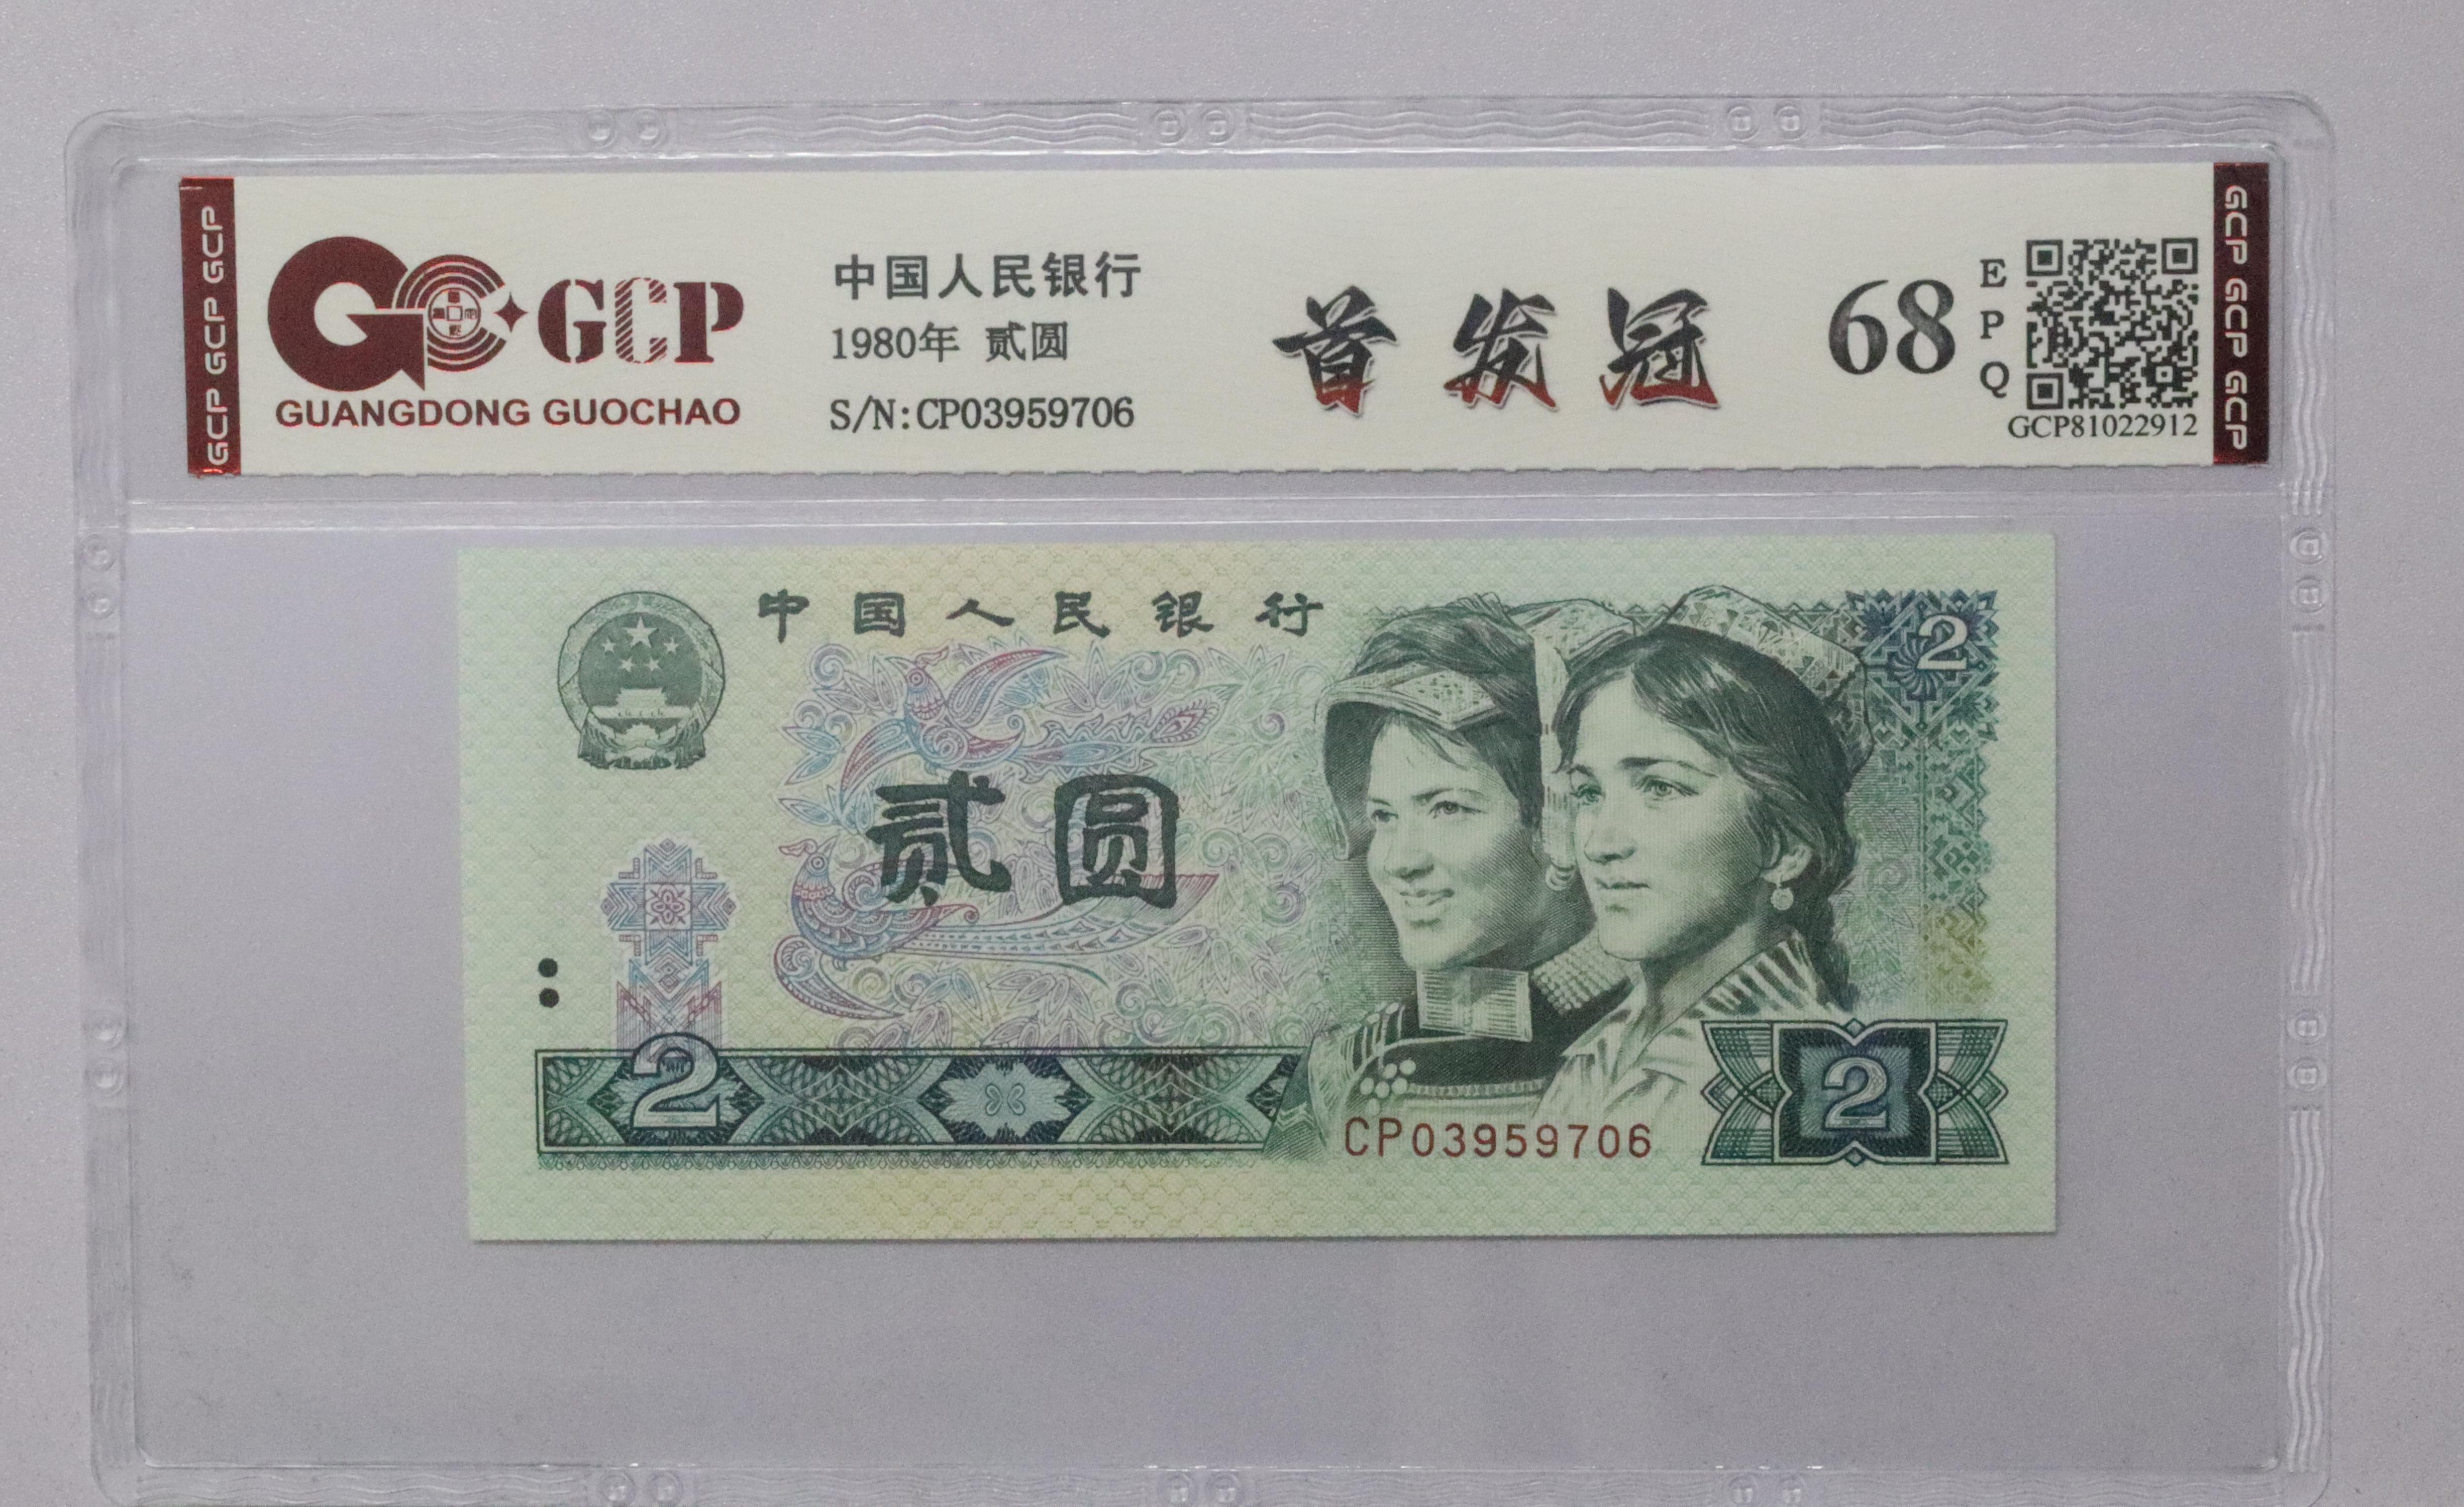 GCP GCP GCP
GCP
GUANGDONG GUOCHAO
中国人民银行
1980年 贰圆
S/N:CP03959706
首发冠
68
EPQ
GCP81022912
GCP GCP GCP
中国人民银行
2
贰圆
2
CP03959706
2